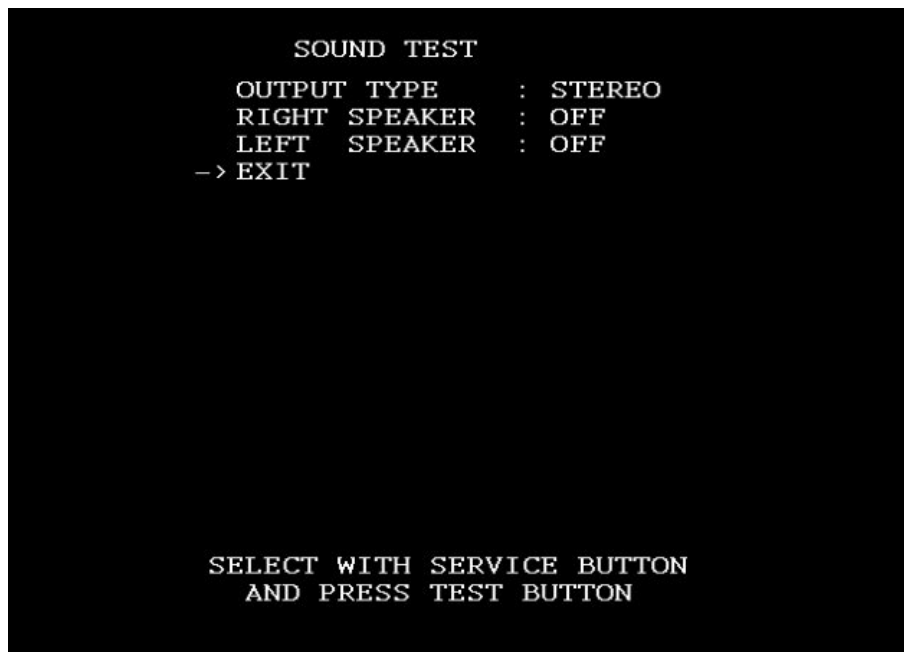 SOUND TEST
OUTPUT TYPE : STEREO
RIGHT SPEAKER : OFF
LEFT SPEAKER : OFF
-> EXIT
SELECT WITH SERVICE BUTTON
AND PRESS TEST BUTTON